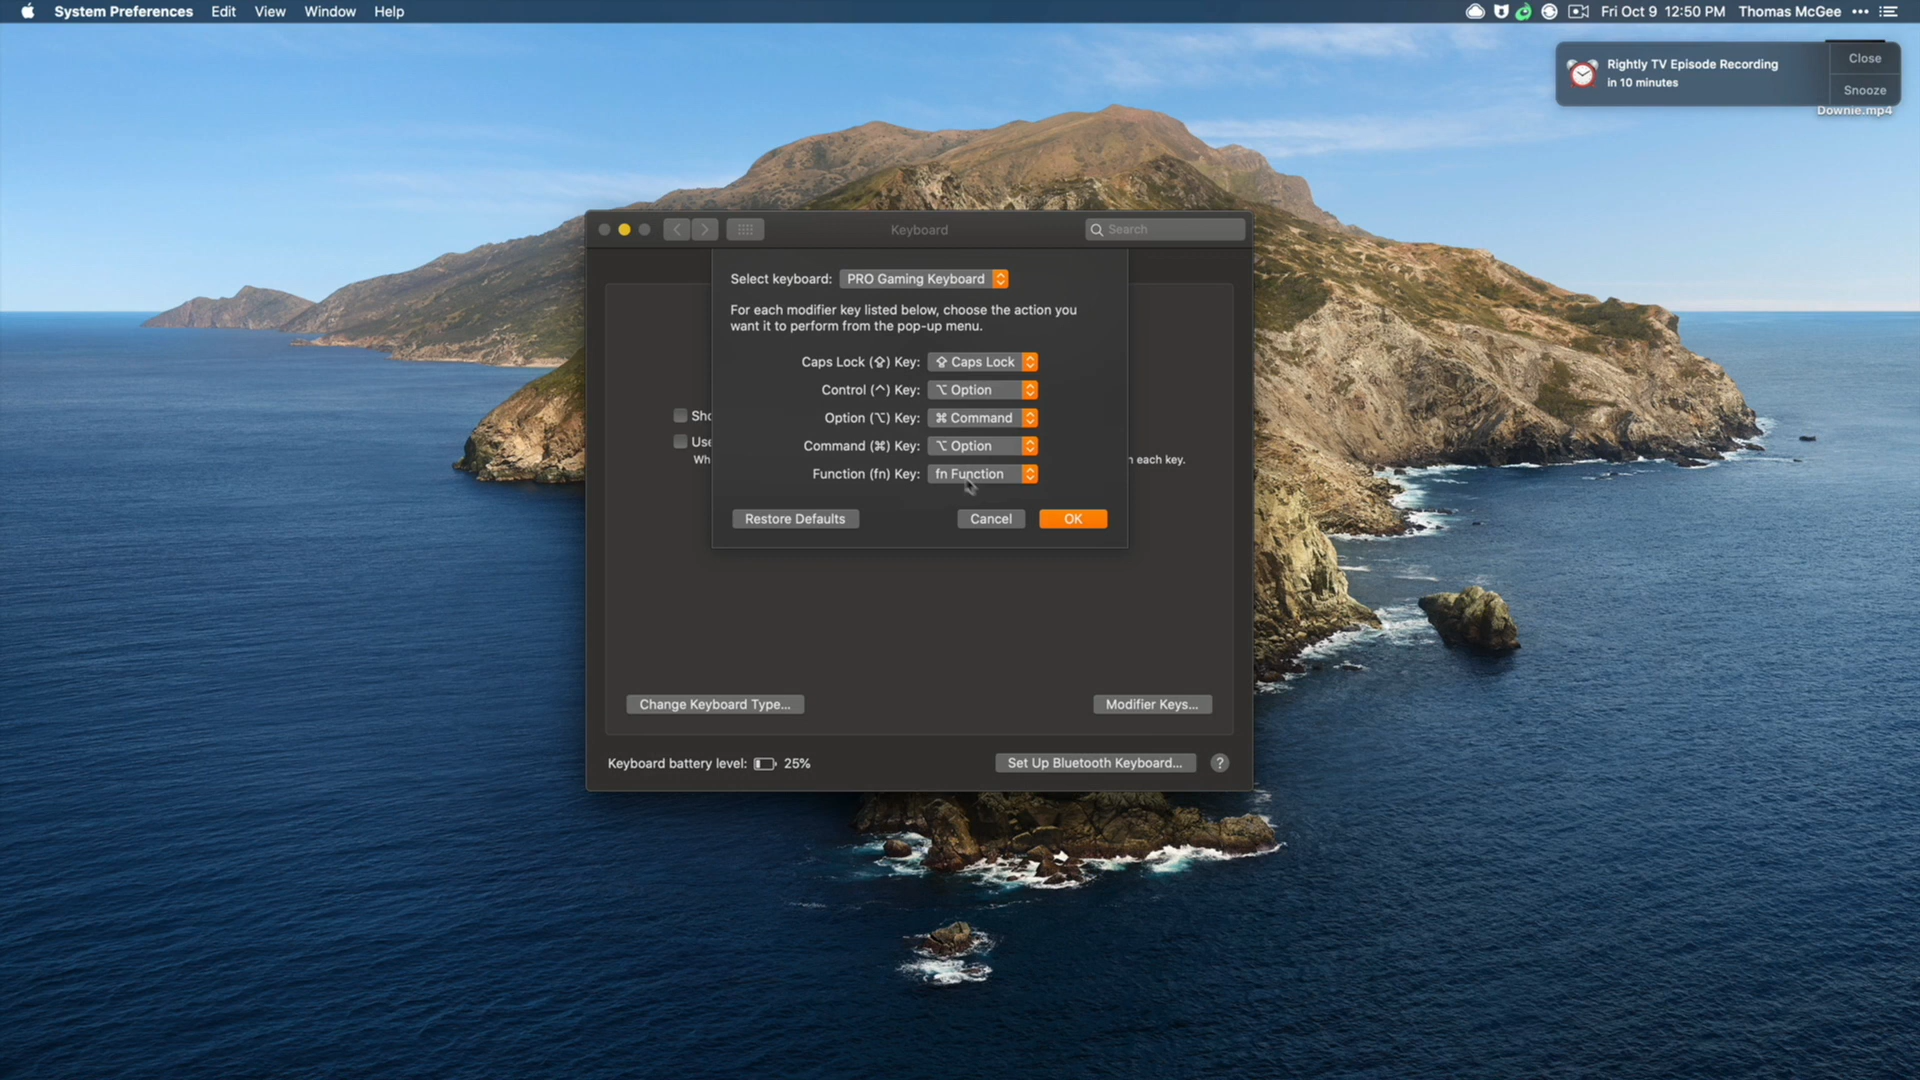 System Preferences Edit View Window Help
Fri Oct 9 12:50 PM Thomas McGee
Rightly TV Episode Recording
in 10 minutes
Close
Snooze
Downie.mp4
Keyboard
Search
Select keyboard: PRO Gaming Keyboard
For each modifier key listed below, choose the action you
want it to perform from the pop-up menu.
Caps Lock (⇪) Key: ⇪ Caps Lock
Control (^) Key: ⌥ Option
Option (⌥) Key: ⌘ Command
Command (⌘) Key: ⌥ Option
Function (fn) Key: fn Function
Sho
Use
Wh
n each key.
Restore Defaults Cancel OK
Change Keyboard Type... Modifier Keys...
Keyboard battery level: 25% Set Up Bluetooth Keyboard... ?